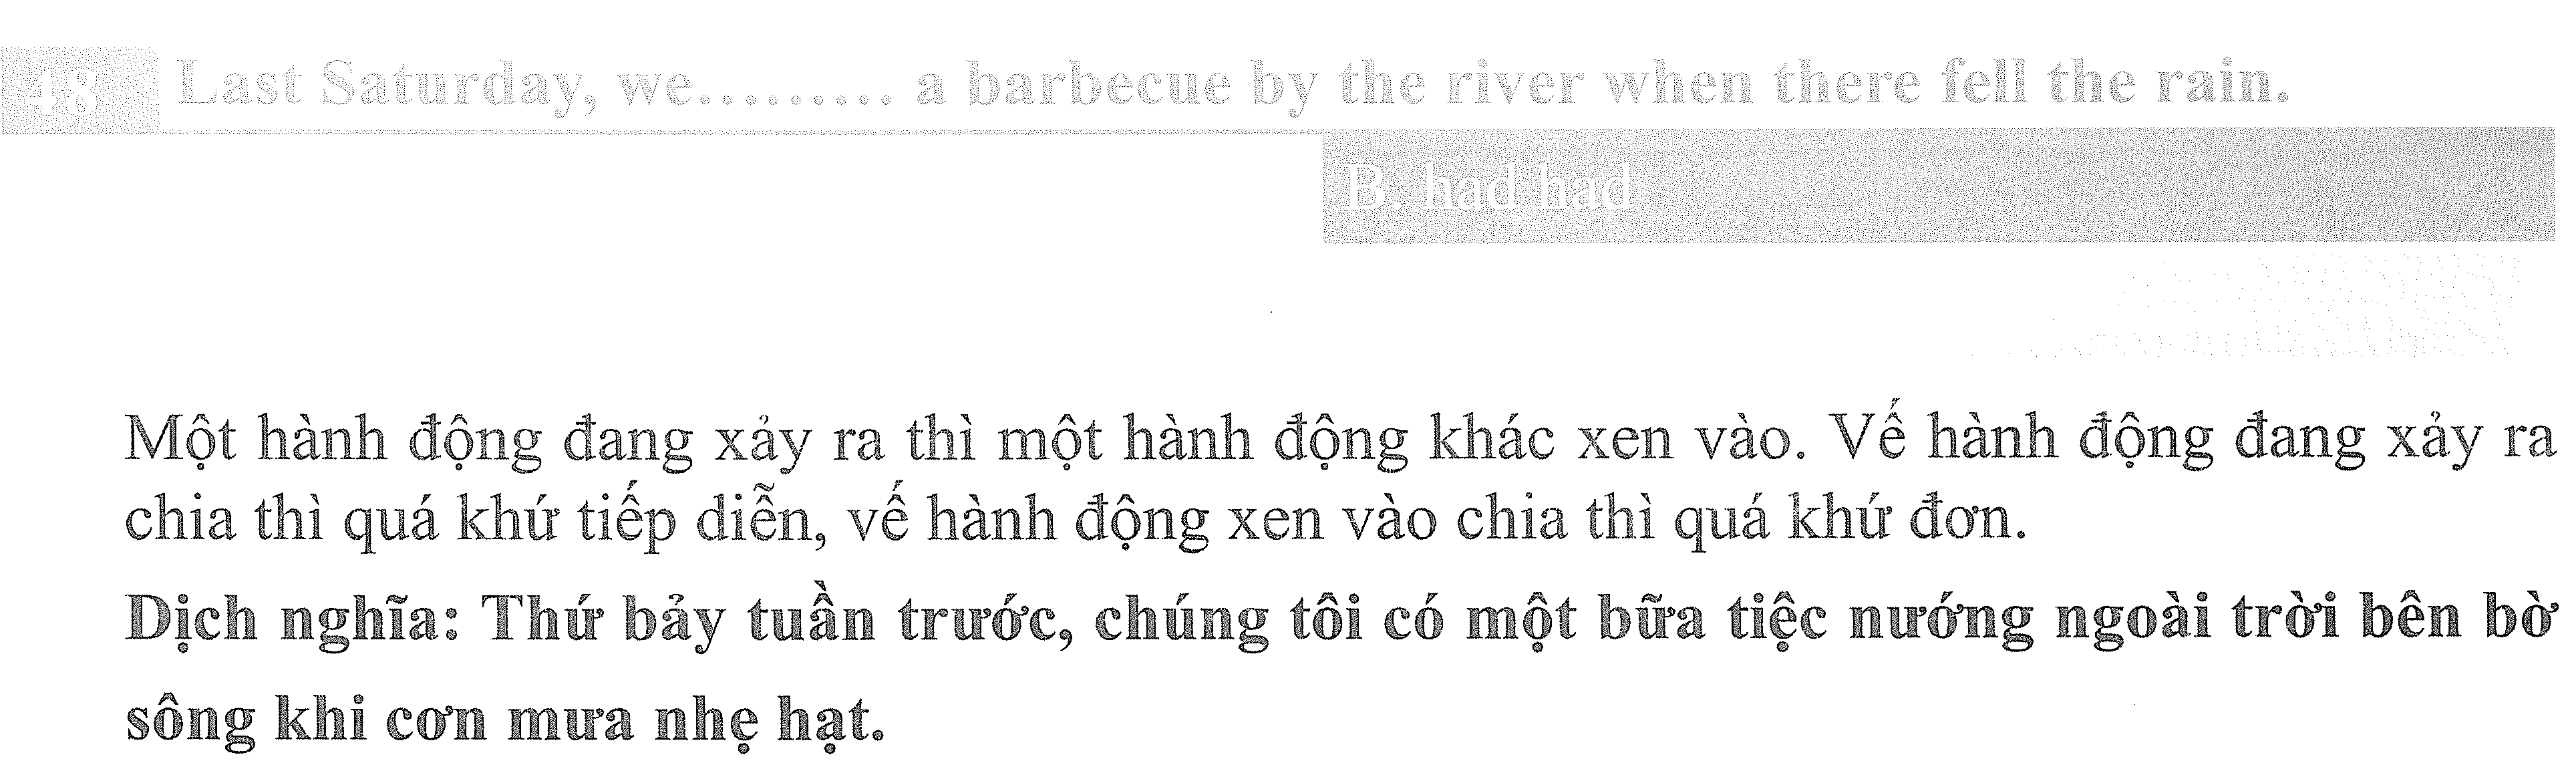 48 Last Saturday, we......... a barbecue by the river when there fell the rain.
B. had had
Một hành động đang xảy ra thì một hành động khác xen vào. Vế hành động đang xảy ra
chia thì quá khứ tiếp diễn, vế hành động xen vào chia thì quá khứ đơn.
Dịch nghĩa: Thứ bảy tuần trước, chúng tôi có một bữa tiệc nướng ngoài trời bên bờ
sông khi cơn mưa nhẹ hạt.